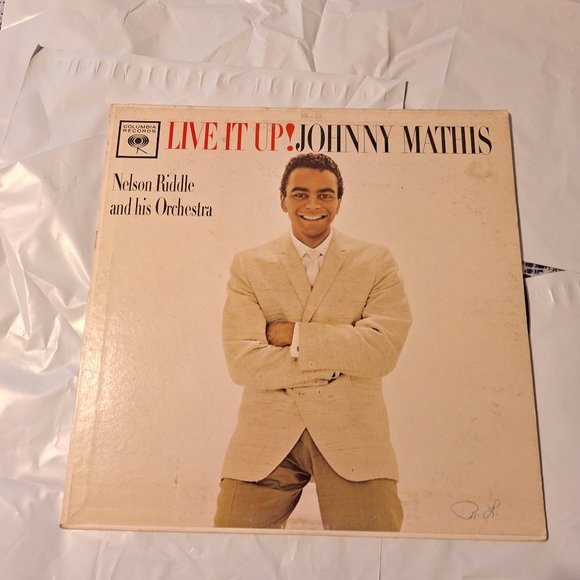 COLUMBIA
RECORDS
LIVE IT UP! JOHNNY MATHIS
Nelson Riddle
and his Orchestra